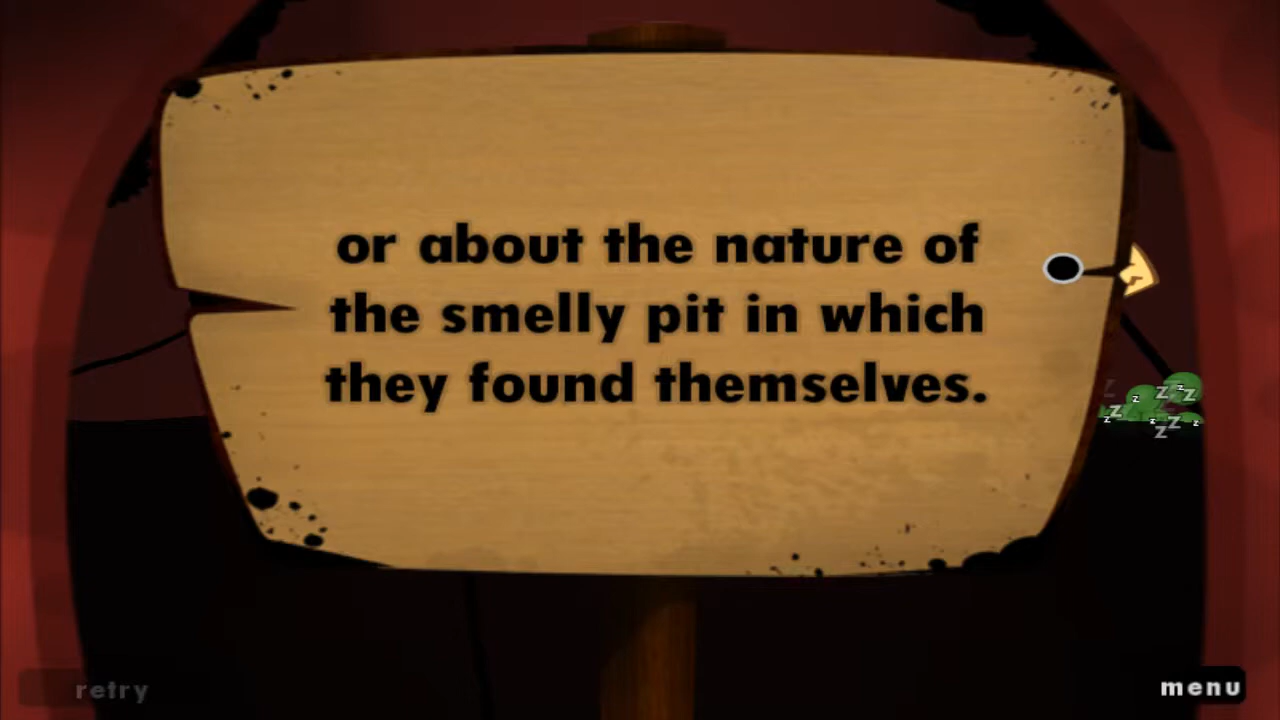 or about the nature of
the smelly pit in which
they found themselves.
z z z z z z z z z z z
retry
menu